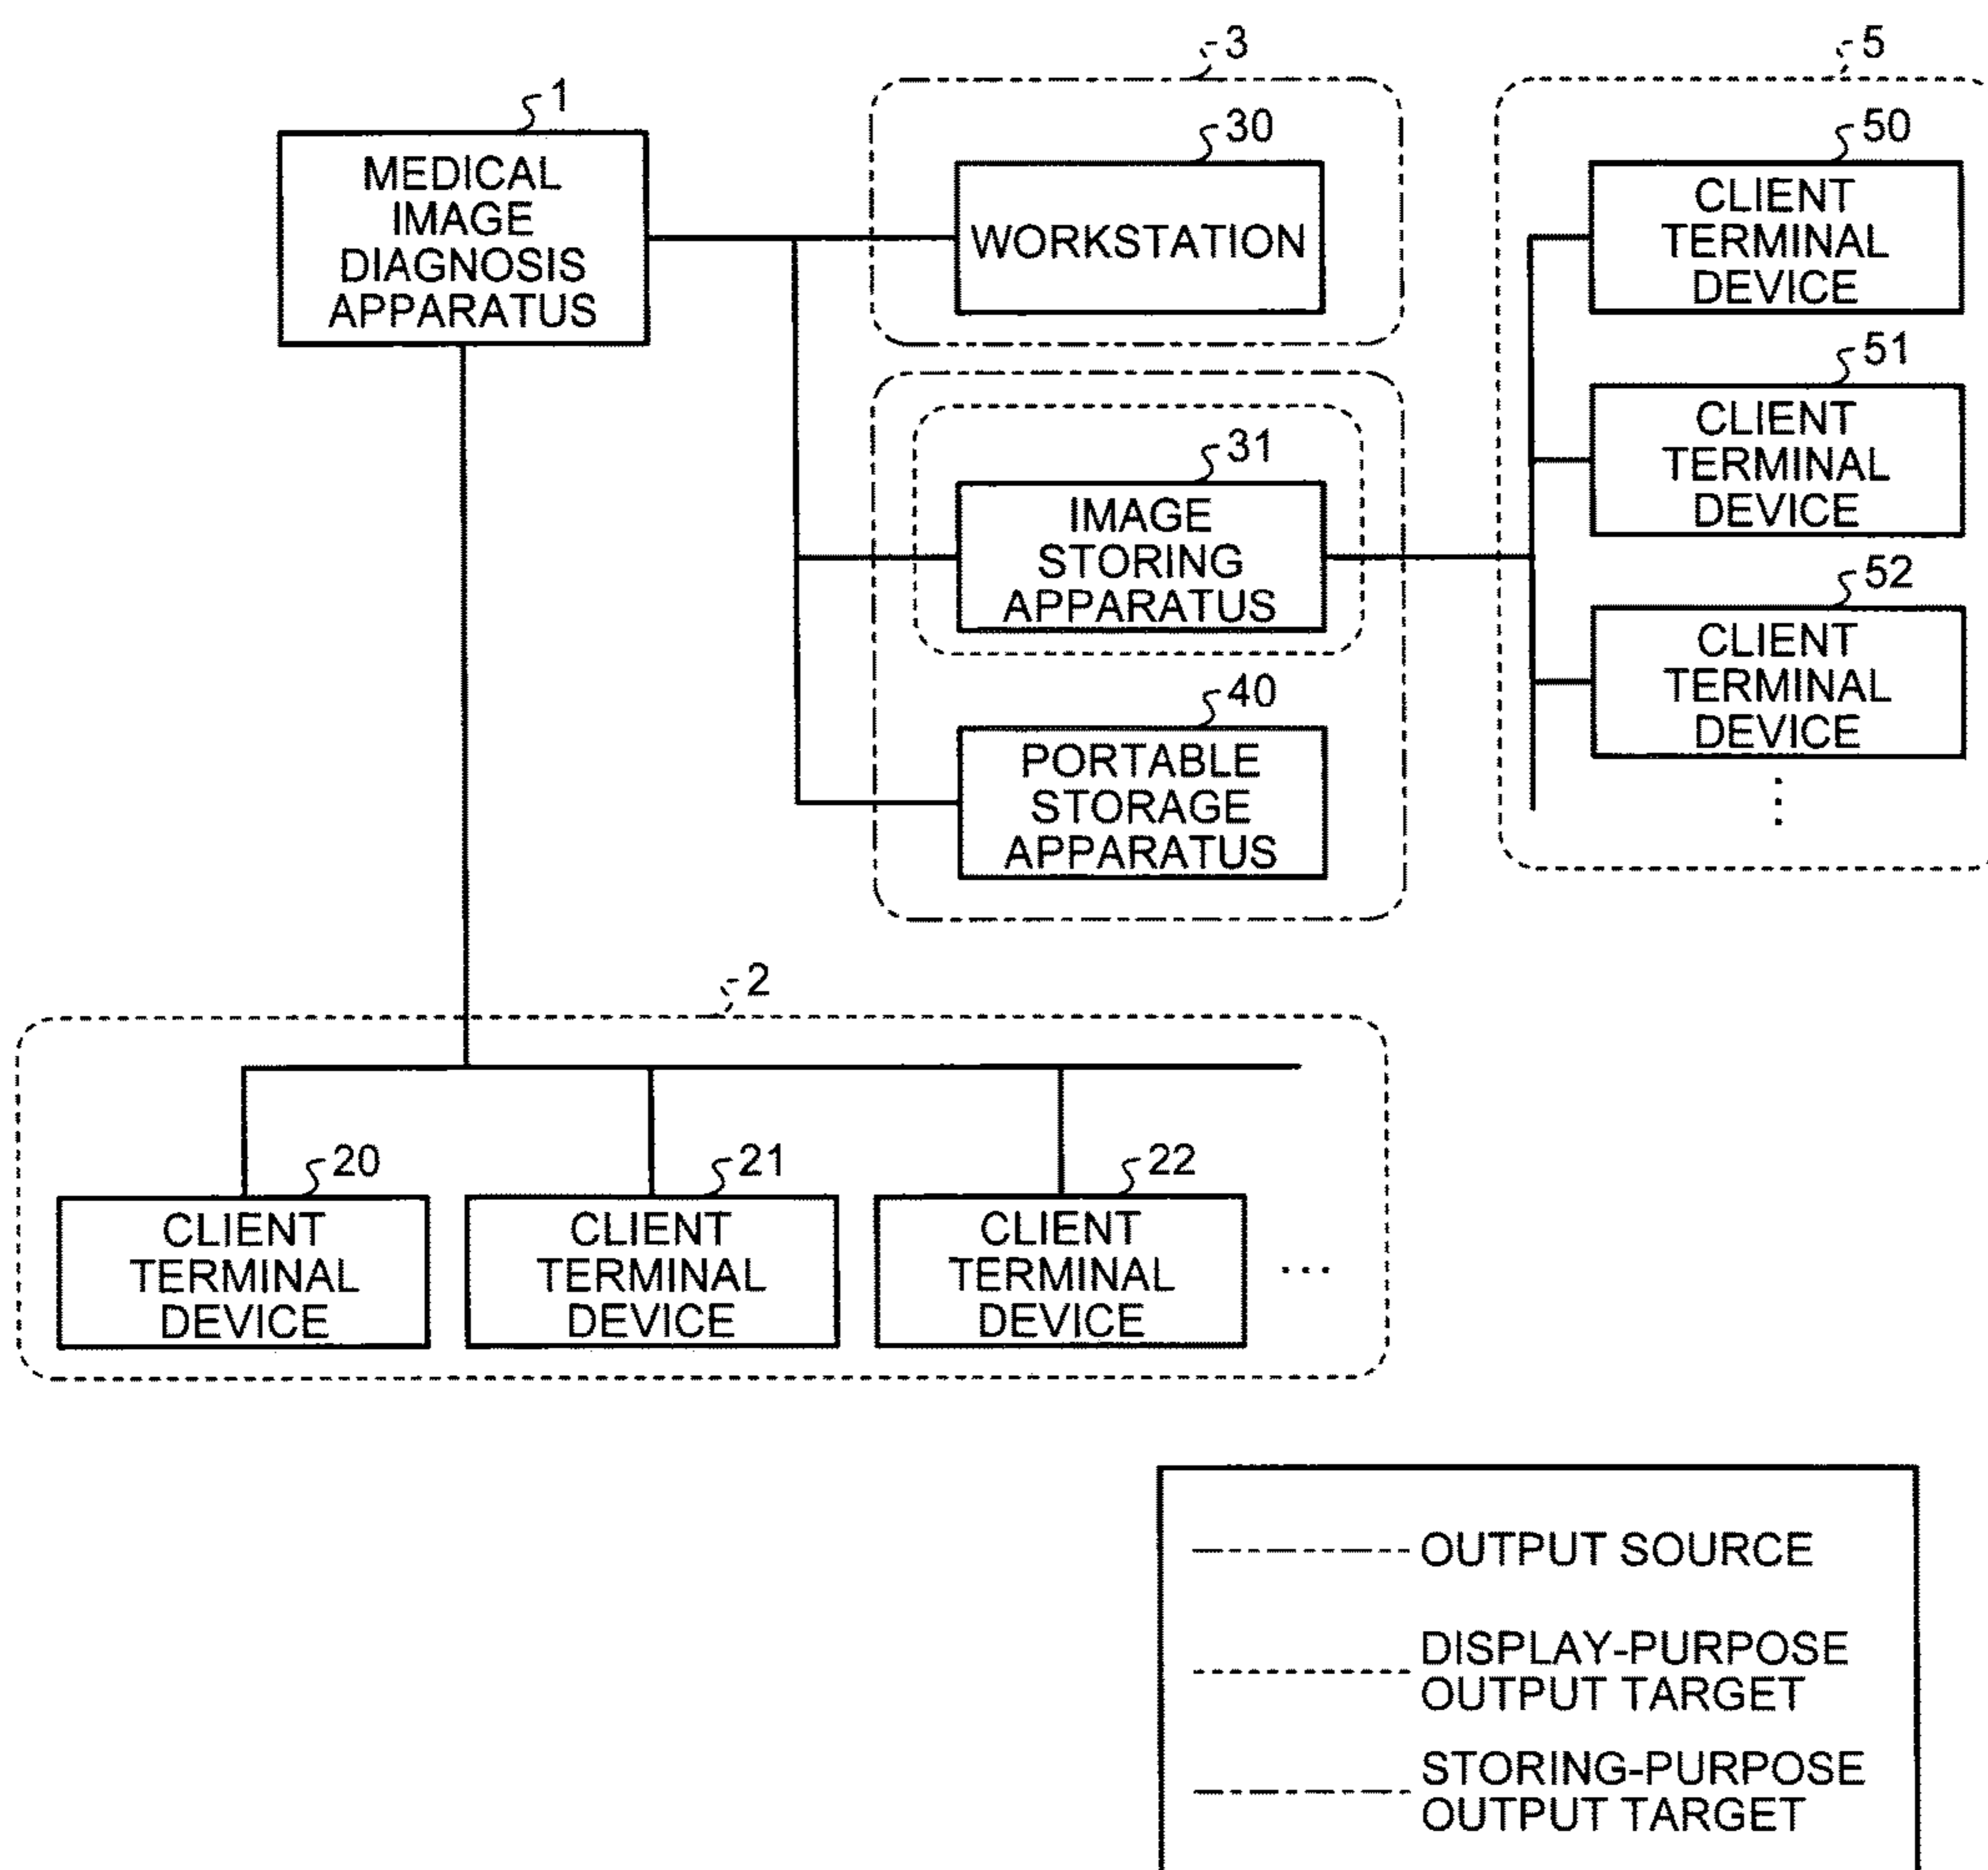 1
MEDICAL
IMAGE
DIAGNOSIS
APPARATUS
3
30
WORKSTATION
31
IMAGE
STORING
APPARATUS
40
PORTABLE
STORAGE
APPARATUS
5
50
CLIENT
TERMINAL
DEVICE
51
CLIENT
TERMINAL
DEVICE
52
CLIENT
TERMINAL
DEVICE
⋮
2
20
CLIENT
TERMINAL
DEVICE
21
CLIENT
TERMINAL
DEVICE
22
CLIENT
TERMINAL
DEVICE
...
OUTPUT SOURCE
DISPLAY-PURPOSE
OUTPUT TARGET
STORING-PURPOSE
OUTPUT TARGET